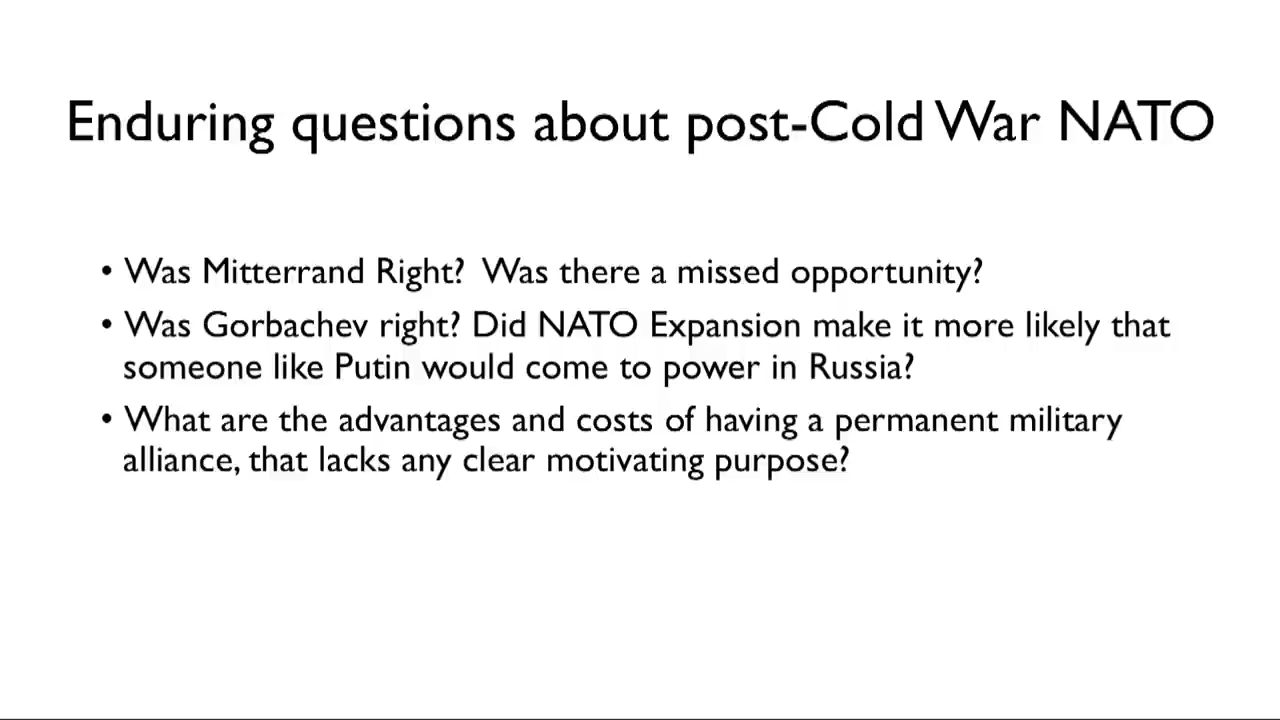 Enduring questions about post-Cold War NATO
• Was Mitterrand Right?  Was there a missed opportunity?
• Was Gorbachev right? Did NATO Expansion make it more likely that
someone like Putin would come to power in Russia?
• What are the advantages and costs of having a permanent military
alliance, that lacks any clear motivating purpose?